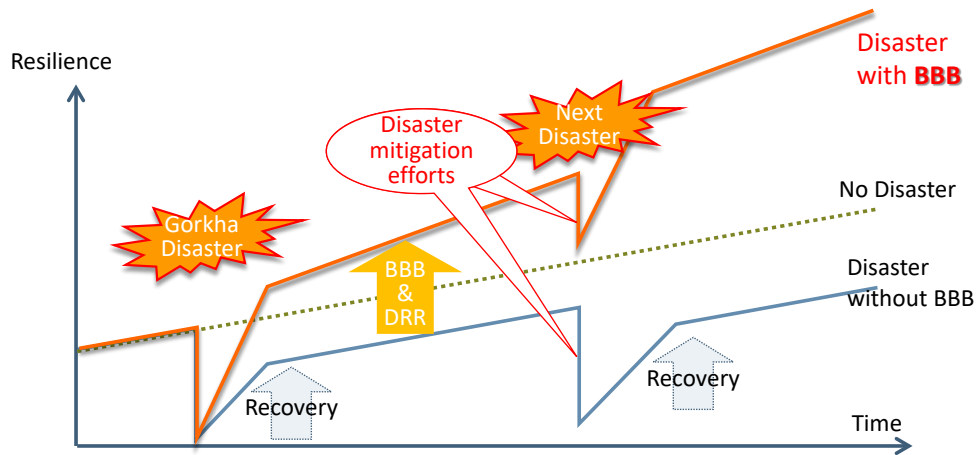 Resilience
Disaster
with BBB
Next
Disaster
Disaster
mitigation
efforts
Gorkha
Disaster
No Disaster
BBB
&
DRR
Disaster
without BBB
Recovery
Recovery
Time